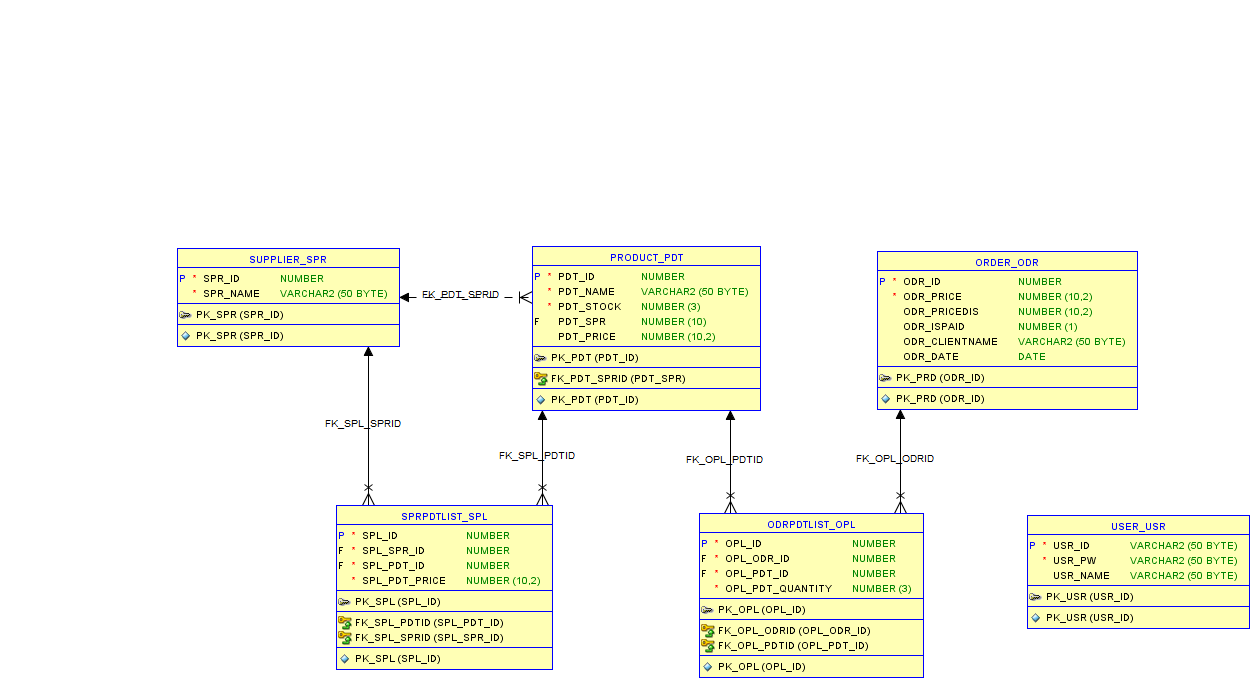 SUPPLIER_SPR
P * SPR_ID NUMBER
* SPR_NAME VARCHAR2 (50 BYTE)
PK_SPR (SPR_ID)
PK_SPR (SPR_ID)
FK_PDT_SPRID
PRODUCT_PDT
P * PDT_ID NUMBER
* PDT_NAME VARCHAR2 (50 BYTE)
* PDT_STOCK NUMBER (3)
F PDT_SPR NUMBER (10)
PDT_PRICE NUMBER (10,2)
PK_PDT (PDT_ID)
FK_PDT_SPRID (PDT_SPR)
PK_PDT (PDT_ID)
ORDER_ODR
P * ODR_ID NUMBER
* ODR_PRICE NUMBER (10,2)
ODR_PRICEDIS NUMBER (10,2)
ODR_ISPAID NUMBER (1)
ODR_CLIENTNAME VARCHAR2 (50 BYTE)
ODR_DATE DATE
PK_PRD (ODR_ID)
PK_PRD (ODR_ID)
FK_SPL_SPRID
FK_SPL_PDTID
FK_OPL_PDTID
FK_OPL_ODRID
SPRPDTLIST_SPL
P * SPL_ID NUMBER
F * SPL_SPR_ID NUMBER
F * SPL_PDT_ID NUMBER
* SPL_PDT_PRICE NUMBER (10,2)
PK_SPL (SPL_ID)
FK_SPL_PDTID (SPL_PDT_ID)
FK_SPL_SPRID (SPL_SPR_ID)
PK_SPL (SPL_ID)
ODRPDTLIST_OPL
P * OPL_ID NUMBER
F * OPL_ODR_ID NUMBER
F * OPL_PDT_ID NUMBER
* OPL_PDT_QUANTITY NUMBER (3)
PK_OPL (OPL_ID)
FK_OPL_ODRID (OPL_ODR_ID)
FK_OPL_PDTID (OPL_PDT_ID)
PK_OPL (OPL_ID)
USER_USR
P * USR_ID VARCHAR2 (50 BYTE)
* USR_PW VARCHAR2 (50 BYTE)
USR_NAME VARCHAR2 (50 BYTE)
PK_USR (USR_ID)
PK_USR (USR_ID)